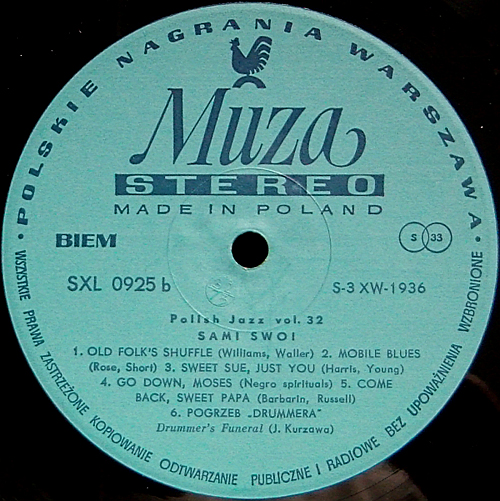 • POLSKIE NAGRANIA WARSZAWA •
Muza
STEREO
MADE IN POLAND
BIEM
S 33
SXL 0925 b
S-3 XW-1936
Polish Jazz vol. 32
SAMI SWOI
1. OLD FOLK'S SHUFFLE (Williams, Waller) 2. MOBILE BLUES
(Rose, Short) 3. SWEET SUE, JUST YOU (Harris, Young)
4. GO DOWN, MOSES (Negro spirituals) 5. COME
BACK, SWEET PAPA (Barbarin, Russell)
6. POGRZEB „DRUMMERA"
Drummer's Funeral (J. Kurzawa)
WSZYSTKIE PRAWA ZASTRZEŻONE KOPIOWANIE ODTWARZANIE PUBLICZNE I RADIOWE BEZ UPOWAŻNIENIA WZBRONIONE